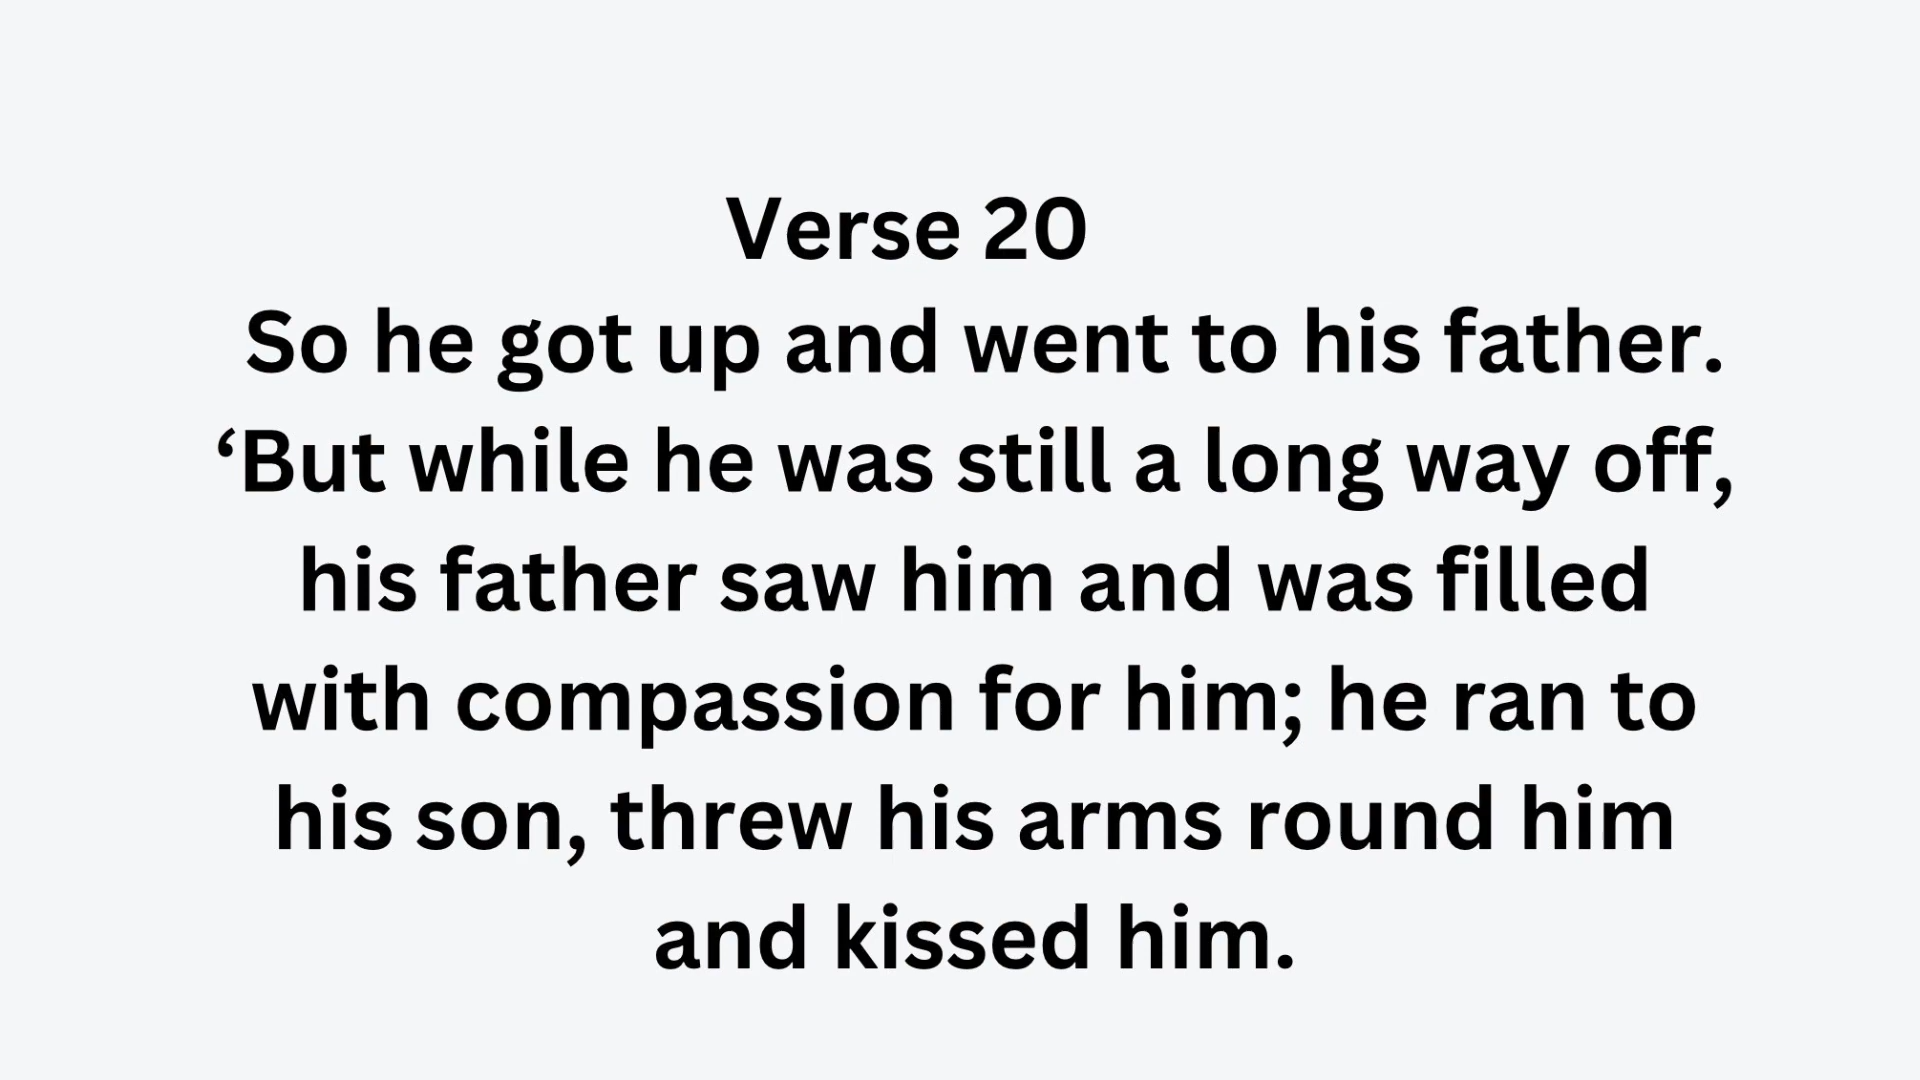 Verse 20
So he got up and went to his father.
‘But while he was still a long way off,
his father saw him and was filled
with compassion for him; he ran to
his son, threw his arms round him
and kissed him.